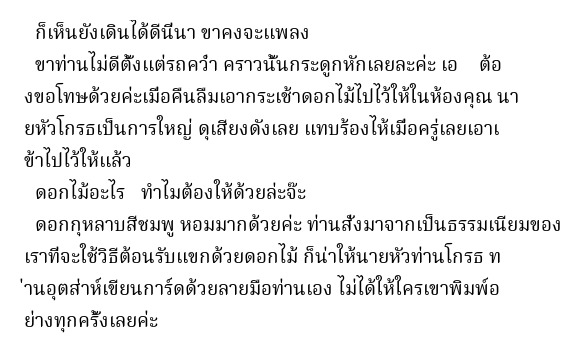 ก็เห็นยังเดินได้ดีนี่นา ขาคงจะแพลง
ขาท่านไม่ดีตั้งแต่รถคว่ำ คราวนั้นกระดูกหักเลยละค่ะ เอ ต้อ
งขอโทษด้วยค่ะเมื่อคืนลืมเอากระเช้าดอกไม้ไปไว้ให้ในห้องคุณ นา
ยหัวโกรธเป็นการใหญ่ ดุเสียงดังเลย แทบร้องไห้เมื่อครู่เลยเอาเ
ข้าไปไว้ให้แล้ว
ดอกไม้อะไร ทำไมต้องให้ด้วยล่ะจ๊ะ
ดอกกุหลาบสีชมพู หอมมากด้วยค่ะ ท่านสั่งมาจากเป็นธรรมเนียมของ
เราที่จะใช้วิธีต้อนรับแขกด้วยดอกไม้ ก็น่าให้นายหัวท่านโกรธ ท
่านอุตส่าห์เขียนการ์ดด้วยลายมือท่านเอง ไม่ได้ให้ใครเขาพิมพ์อ
ย่างทุกครั้งเลยค่ะ